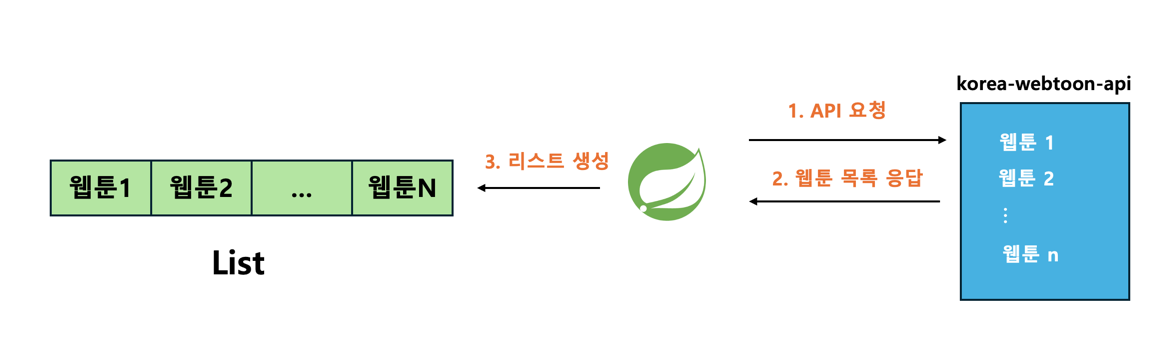 korea-webtoon-api
1. API 요청
웹툰 1
3. 리스트 생성
2. 웹툰 목록 응답
웹툰 2
웹툰1
웹툰2
...
웹툰N
⋮
웹툰 n
List